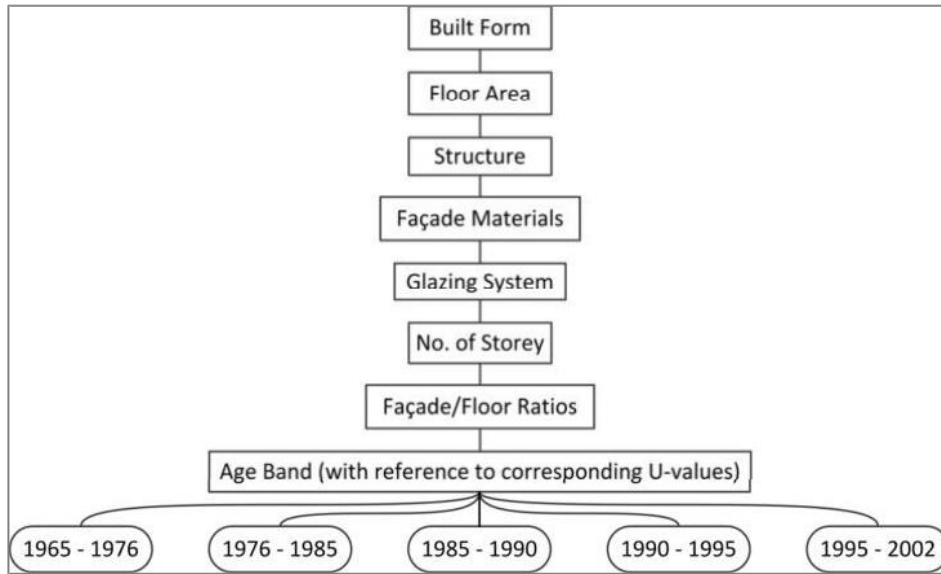 Built Form
Floor Area
Structure
Façade Materials
Glazing System
No. of Storey
Façade/Floor Ratios
Age Band (with reference to corresponding U-values)
1965 - 1976
1976 - 1985
1985 - 1990
1990 - 1995
1995 - 2002